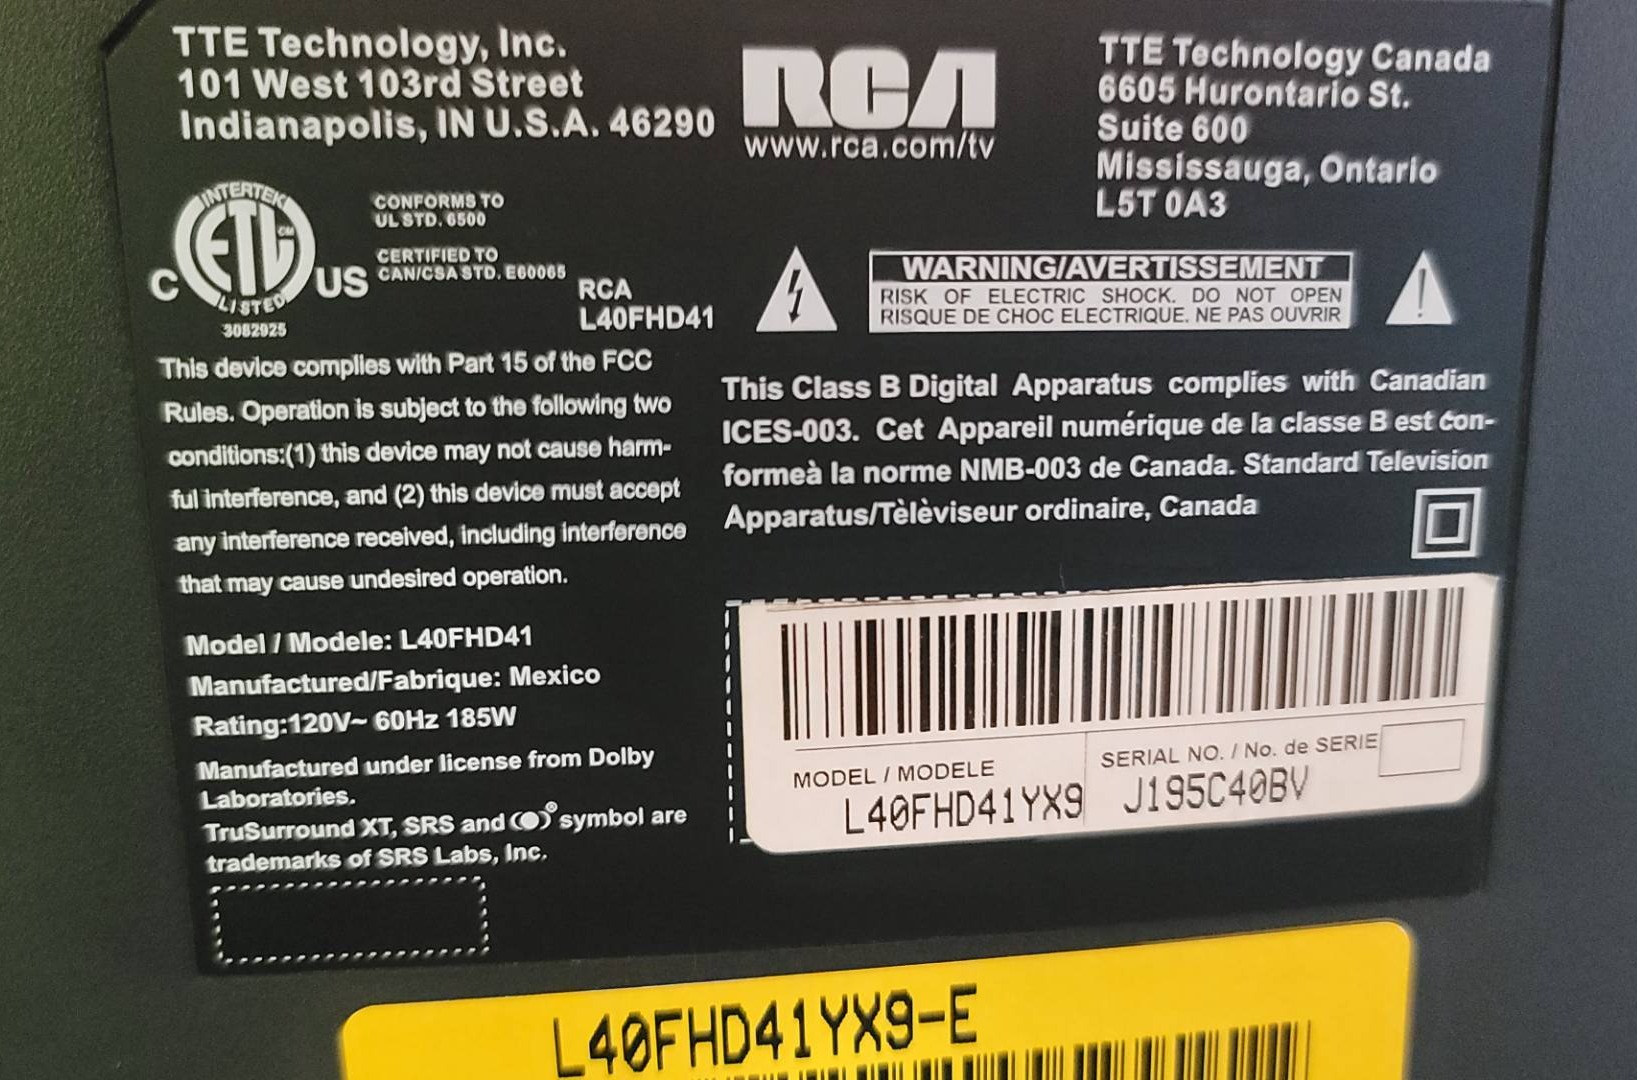 TTE Technology, Inc.
101 West 103rd Street
Indianapolis, IN U.S.A. 46290
RCA
www.rca.com/tv
TTE Technology Canada
6605 Hurontario St.
Suite 600
Mississauga, Ontario
L5T 0A3
INTERTEK
ETL CM
LISTED
C US
3082925
CONFORMS TO
UL STD. 6500
CERTIFIED TO
CAN/CSA STD. E60065
RCA
L40FHD41
WARNING/AVERTISSEMENT
RISK OF ELECTRIC SHOCK. DO NOT OPEN
RISQUE DE CHOC ELECTRIQUE. NE PAS OUVRIR
!
This device complies with Part 15 of the FCC
Rules. Operation is subject to the following two
conditions:(1) this device may not cause harm-
ful interference, and (2) this device must accept
any interference received, including interference
that may cause undesired operation.
This Class B Digital Apparatus complies with Canadian
ICES-003. Cet Appareil numérique de la classe B est con-
formeà la norme NMB-003 de Canada. Standard Television
Apparatus/Tèlèviseur ordinaire, Canada
Model / Modele: L40FHD41
Manufactured/Fabrique: Mexico
Rating:120V~ 60Hz 185W
Manufactured under license from Dolby
Laboratories.
TruSurround XT, SRS and (●)® symbol are
trademarks of SRS Labs, Inc.
MODEL / MODELE
L40FHD41YX9
SERIAL NO. / No. de SERIE
J195C40BV
L40FHD41YX9-E